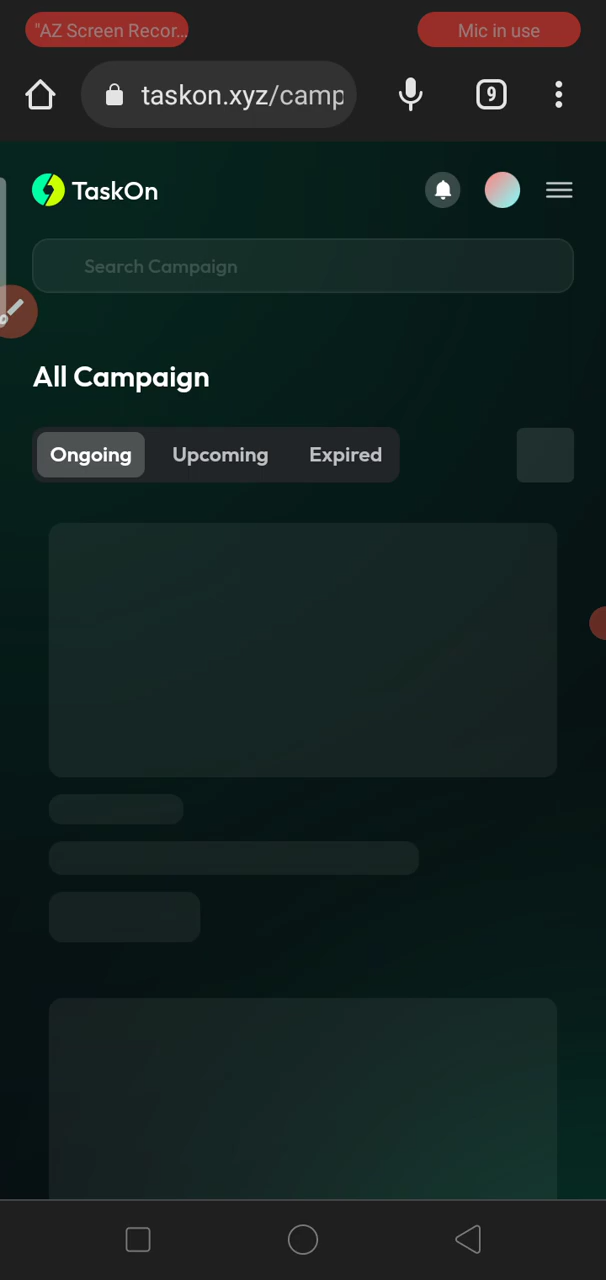 "AZ Screen Recor...
Mic in use
taskon.xyz/camp
9
TaskOn
Search Campaign
All Campaign
Ongoing
Upcoming
Expired